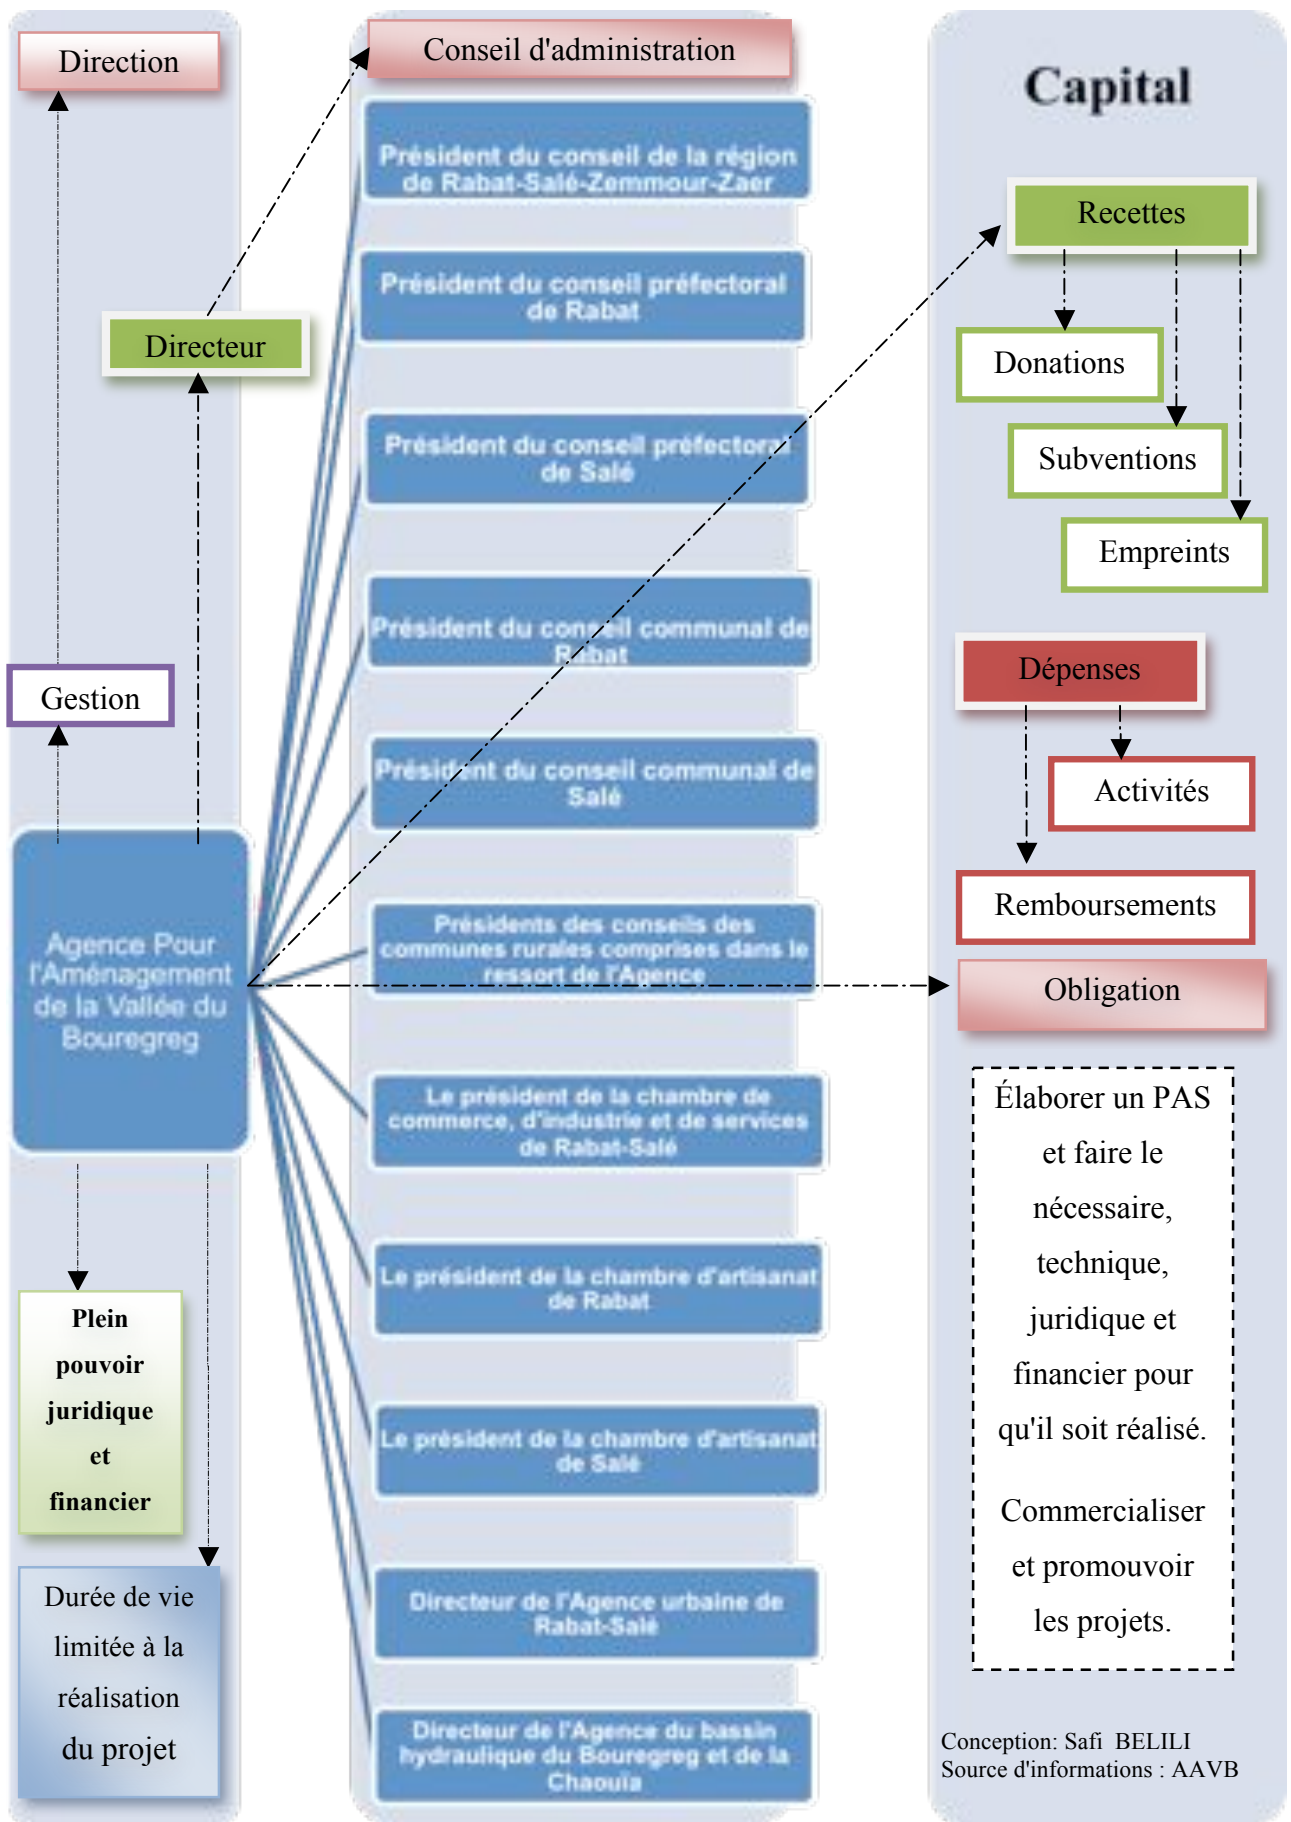 Direction
Directeur
Gestion
Agence Pour
l'Aménagement
de la Vallée du
Bouregreg
Plein
pouvoir
juridique
et
financier
Durée de vie
limitée à la
réalisation
du projet
Conseil d'administration
Président du conseil de la région
de Rabat-Salé-Zemmour-Zaer
Président du conseil préfectoral
de Rabat
Président du conseil préfectoral
de Salé
Président du conseil communal de
Rabat
Président du conseil communal de
Salé
Présidents des conseils des
communes rurales comprises dans le
ressort de l'Agence
Le président de la chambre de
commerce, d'industrie et de services
de Rabat-Salé
Le président de la chambre d'artisanat
de Rabat
Le président de la chambre d'artisanat
de Salé
Directeur de l'Agence urbaine de
Rabat-Salé
Directeur de l'Agence du bassin
hydraulique du Bouregreg et de la
Chaouïa
Capital
Recettes
Donations
Subventions
Empreints
Dépenses
Activités
Remboursements
Obligation
Élaborer un PAS
et faire le
nécessaire,
technique,
juridique et
financier pour
qu'il soit réalisé.
Commercialiser
et promouvoir
les projets.
Conception: Safi BELILI
Source d'informations : AAVB